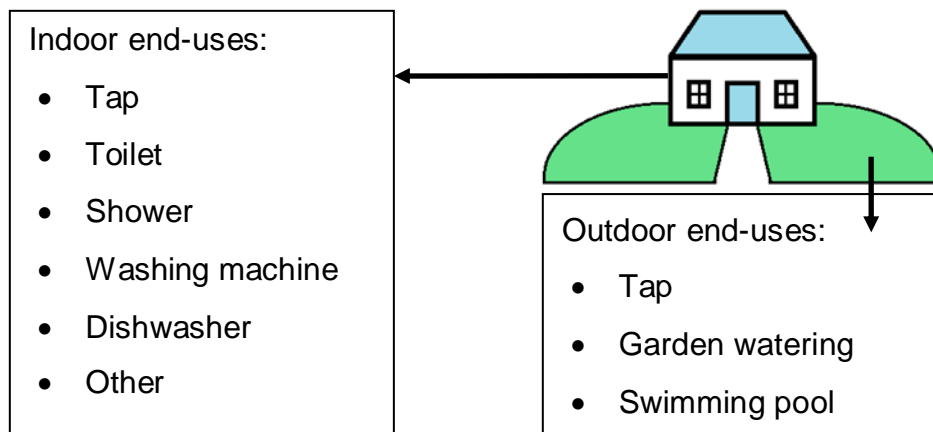 Indoor end-uses:
• Tap
• Toilet
• Shower
• Washing machine
• Dishwasher
• Other
Outdoor end-uses:
• Tap
• Garden watering
• Swimming pool